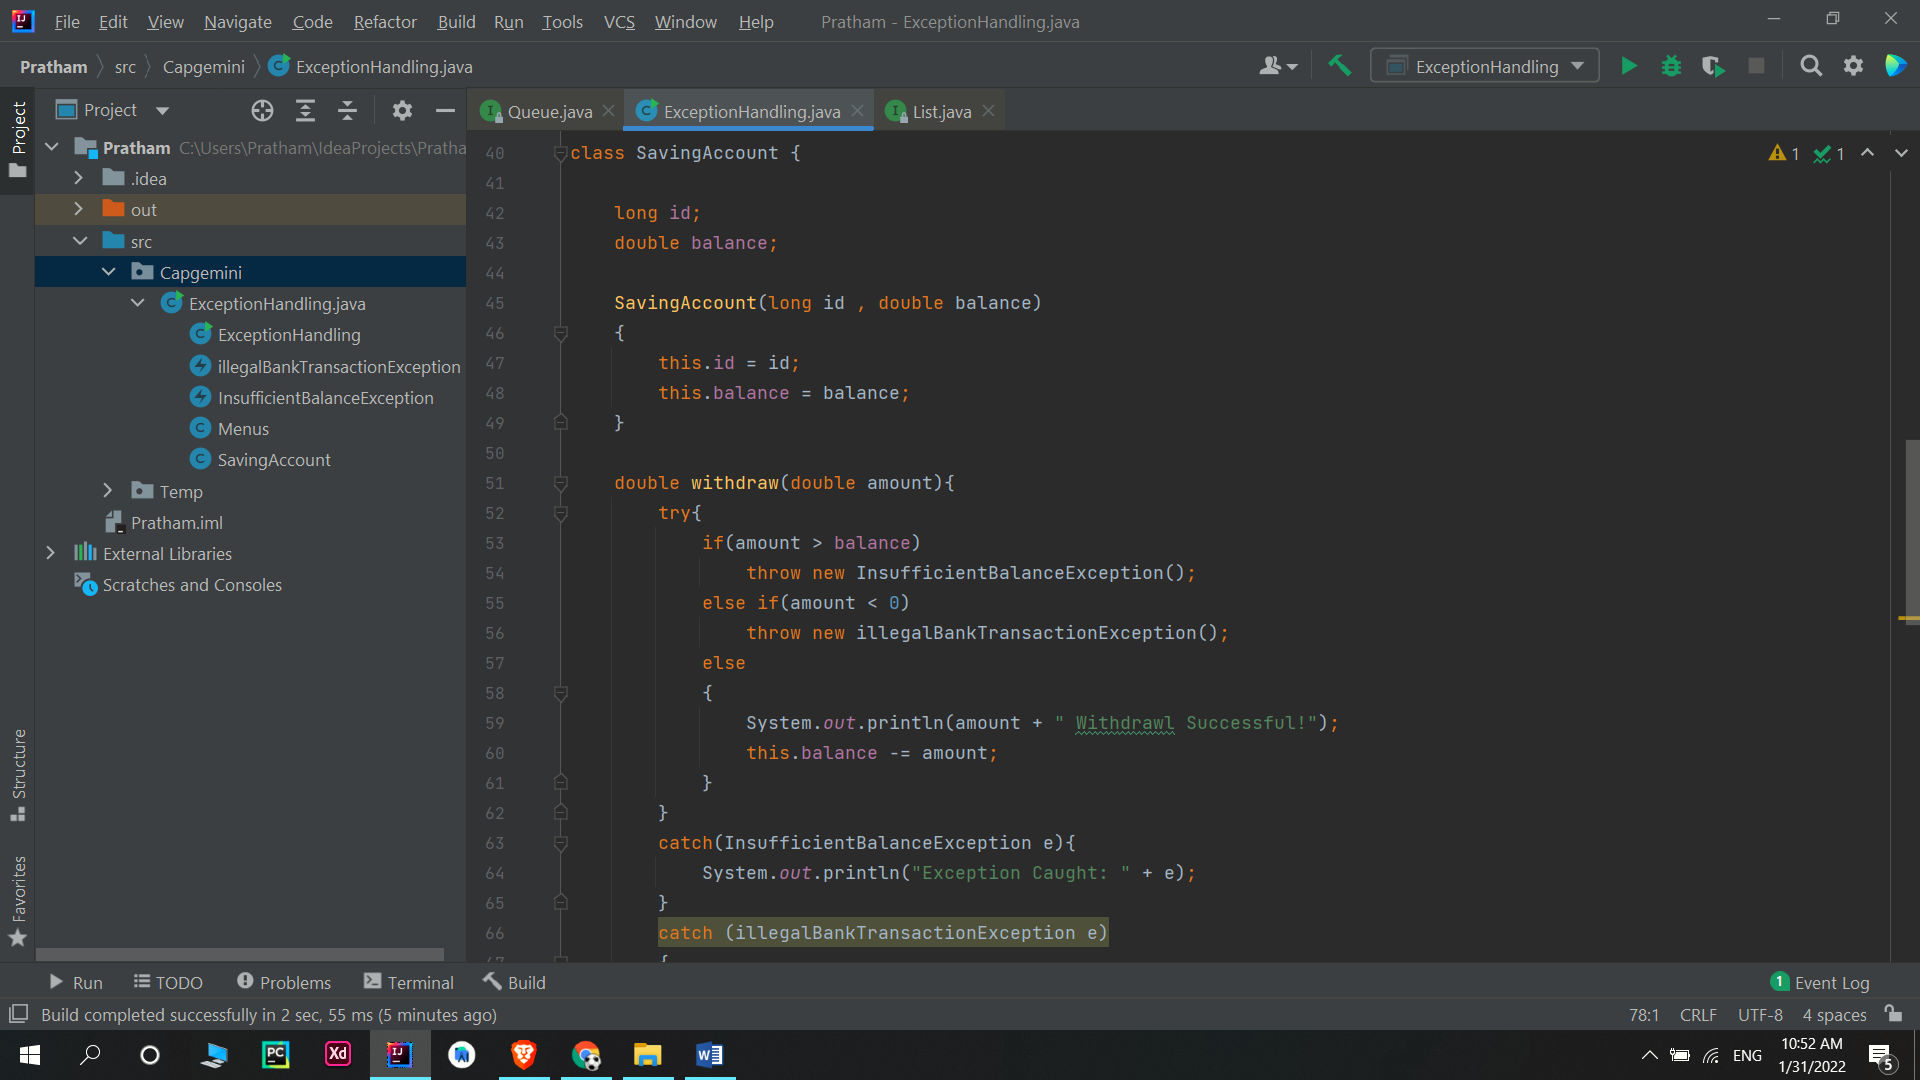 File Edit View Navigate Code Refactor Build Run Tools VCS Window Help Pratham - ExceptionHandling.java
Pratham src Capgemini ExceptionHandling.java ExceptionHandling
Project
Project
Queue.java ExceptionHandling.java List.java
Pratham C:\Users\Pratham\IdeaProjects\Pratha
.idea
out
src
Capgemini
ExceptionHandling.java
ExceptionHandling
illegalBankTransactionException
InsufficientBalanceException
Menus
SavingAccount
Temp
Pratham.iml
External Libraries
Scratches and Consoles
Structure
Favorites
1 1
40 class SavingAccount {
41
42 long id;
43 double balance;
44
45 SavingAccount(long id , double balance)
46 {
47 this.id = id;
48 this.balance = balance;
49 }
50
51 double withdraw(double amount){
52 try{
53 if(amount > balance)
54 throw new InsufficientBalanceException();
55 else if(amount < 0)
56 throw new illegalBankTransactionException();
57 else
58 {
59 System.out.println(amount + " Withdrawl Successful!");
60 this.balance -= amount;
61 }
62 }
63 catch(InsufficientBalanceException e){
64 System.out.println("Exception Caught: " + e);
65 }
66 catch (illegalBankTransactionException e)
67 {
Run TODO Problems Terminal Build 1 Event Log
Build completed successfully in 2 sec, 55 ms (5 minutes ago) 78:1 CRLF UTF-8 4 spaces
PC Xd IJ ENG 10:52 AM
1/31/2022 5